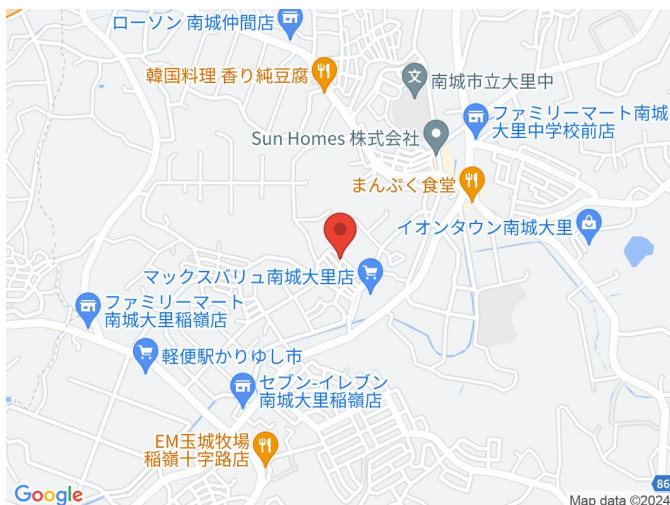 ローソン 南城仲間店
韓国料理 香り純豆腐
文
南城市立大里中
ファミリーマート南城
大里中学校前店
Sun Homes 株式会社
まんぷく食堂
イオンタウン南城大里
マックスバリュ南城大里店
ファミリーマート
南城大里稲嶺店
軽便駅かりゆし市
セブン-イレブン
南城大里稲嶺店
EM玉城牧場
稲嶺十字路店
86
Google
Map data ©2024